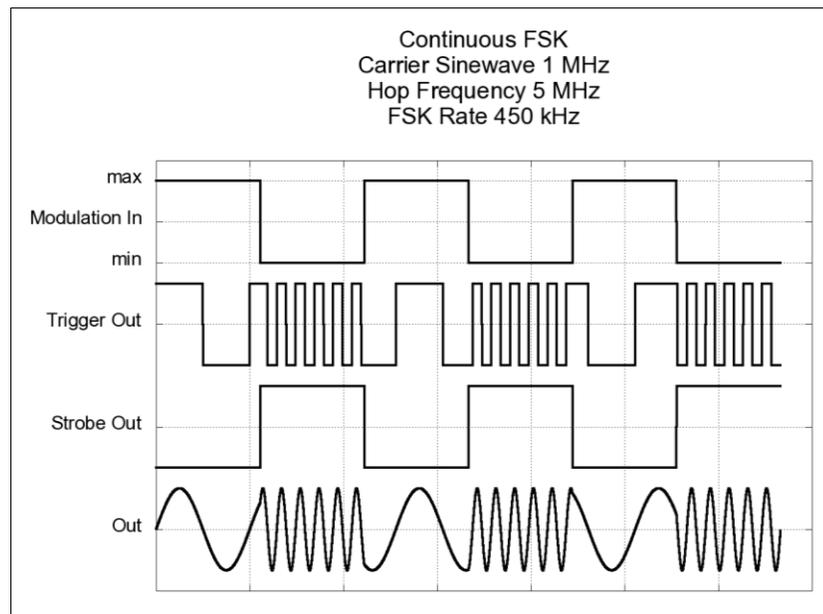 Continuous FSK
Carrier Sinewave 1 MHz
Hop Frequency 5 MHz
FSK Rate 450 kHz
max
Modulation In
min
Trigger Out
Strobe Out
Out